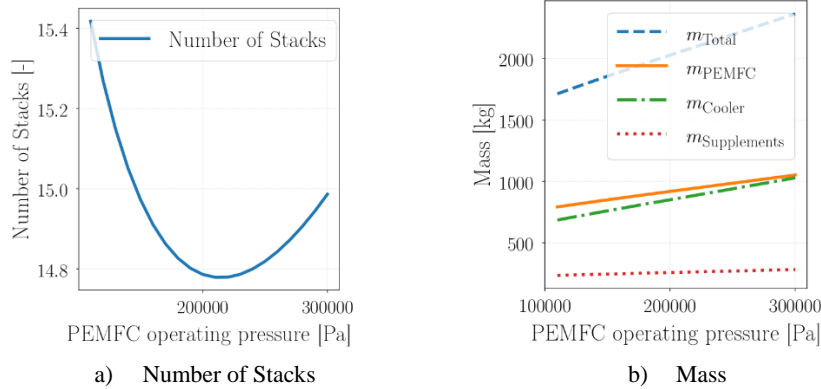 15.4
15.2
15.0
14.8
Number of Stacks [-]
Number of Stacks
200000
300000
PEMFC operating pressure [Pa]
a) Number of Stacks
2000
1500
1000
500
Mass [kg]
m_Total
m_PEMFC
m_Cooler
m_Supplements
100000
200000
300000
PEMFC operating pressure [Pa]
b) Mass